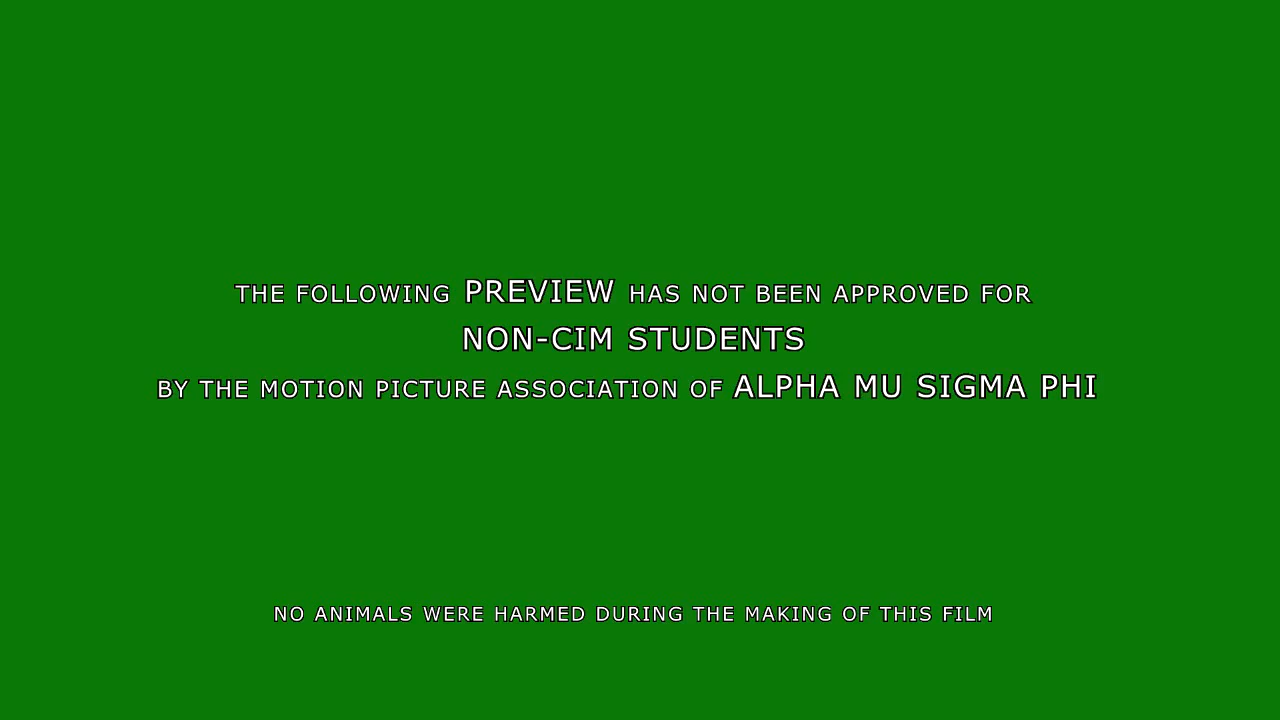 THE FOLLOWING PREVIEW HAS NOT BEEN APPROVED FOR
NON-CIM STUDENTS
BY THE MOTION PICTURE ASSOCIATION OF ALPHA MU SIGMA PHI
NO ANIMALS WERE HARMED DURING THE MAKING OF THIS FILM